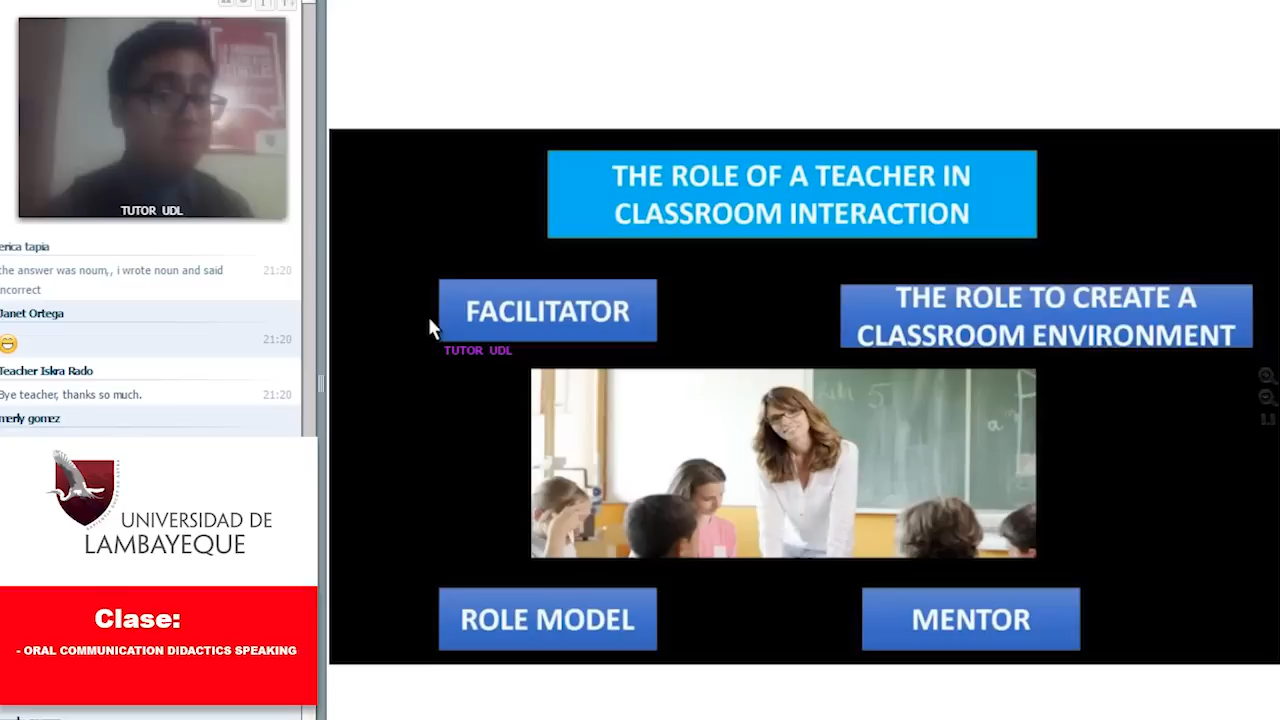 TUTOR UDL
erica tapia
the answer was noum,, i wrote noun and said
21:20
incorrect
Janet Ortega
21:20
Teacher Iskra Rado
Bye teacher, thanks so much.
21:20
merly gomez
UNIVERSIDAD DE
LAMBAYEQUE
Clase:
- ORAL COMMUNICATION DIDACTICS SPEAKING
THE ROLE OF A TEACHER IN
CLASSROOM INTERACTION
FACILITATOR
TUTOR UDL
THE ROLE TO CREATE A
CLASSROOM ENVIRONMENT
ROLE MODEL
MENTOR